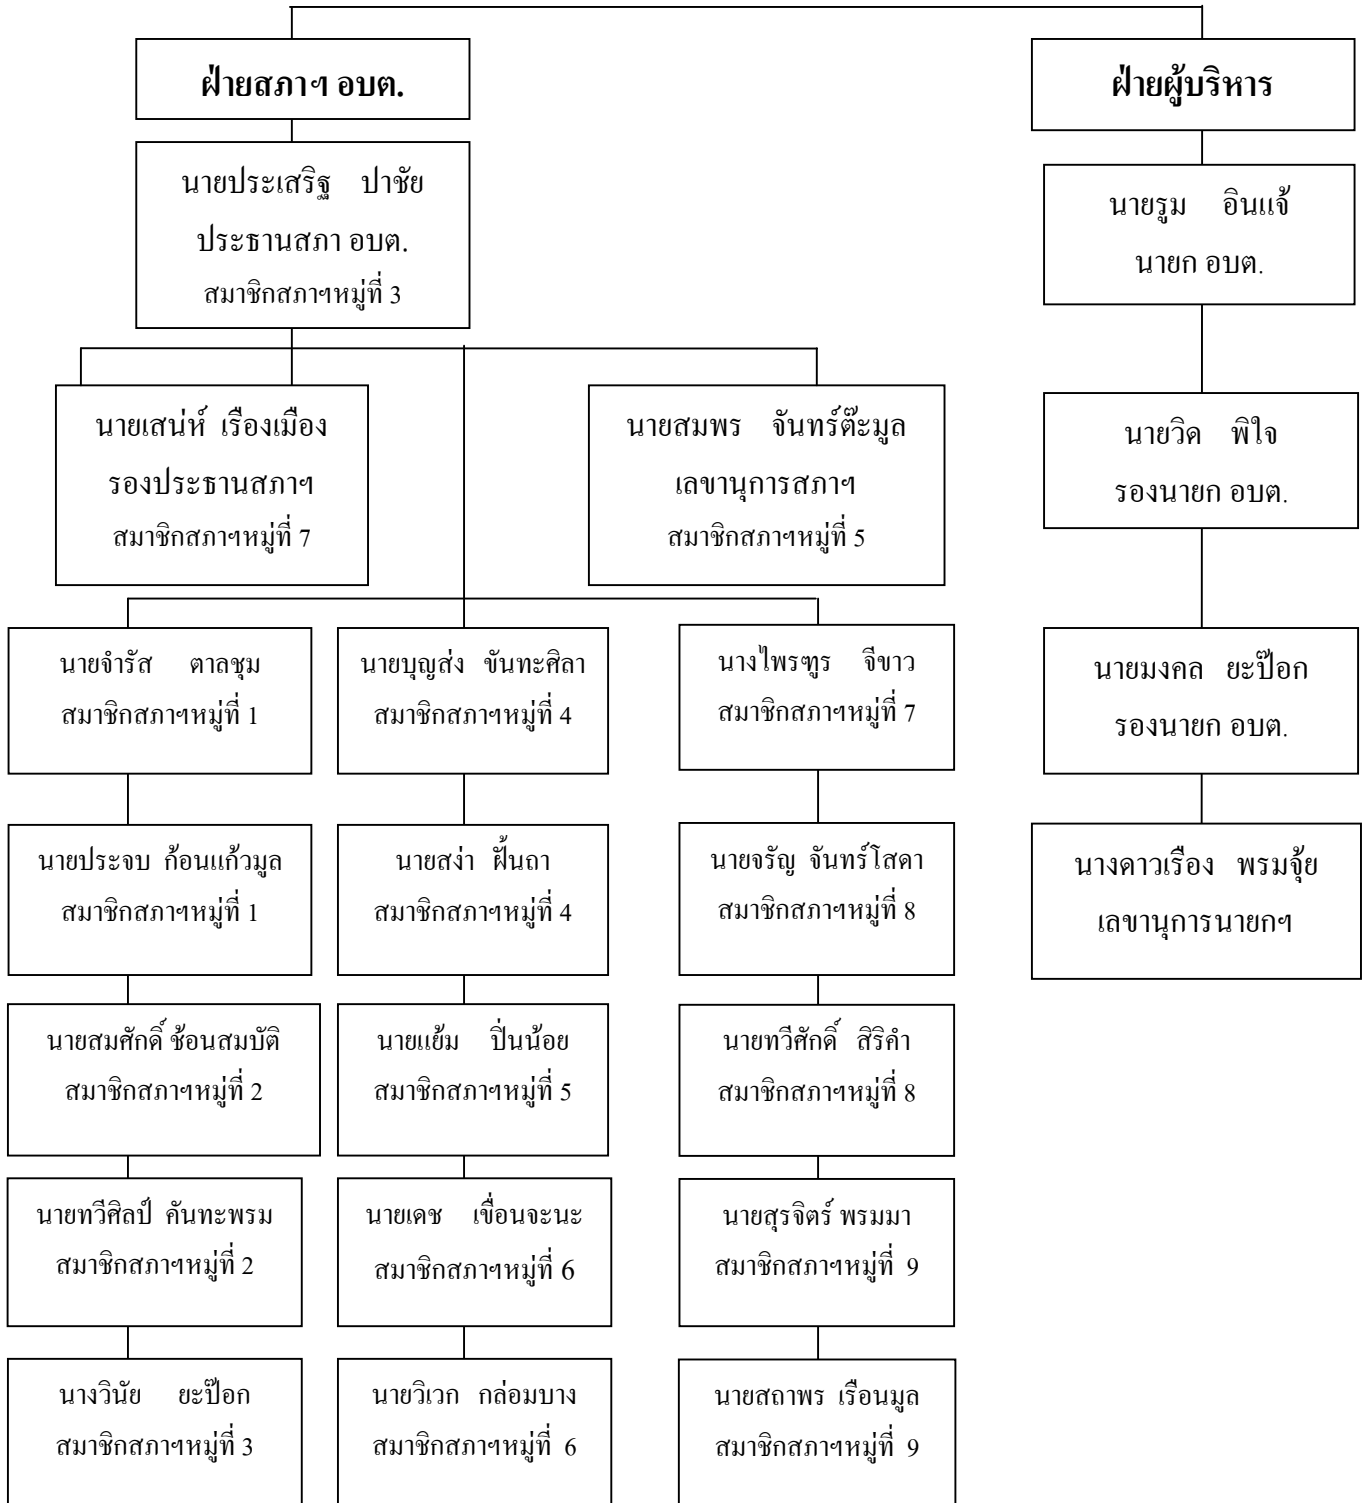 ฝ่ายสภาฯ อบต.
นายประเสริฐ ปาชัย
ประธานสภา อบต.
สมาชิกสภาฯหมู่ที่ 3
นายเสน่ห์ เรืองเมือง
รองประธานสภาฯ
สมาชิกสภาฯหมู่ที่ 7
นายสมพร จันทร์ต๊ะมูล
เลขานุการสภาฯ
สมาชิกสภาฯหมู่ที่ 5
นายจำรัส ตาลชุม
สมาชิกสภาฯหมู่ที่ 1
นายประจบ ก้อนแก้วมูล
สมาชิกสภาฯหมู่ที่ 1
นายสมศักดิ์ ช้อนสมบัติ
สมาชิกสภาฯหมู่ที่ 2
นายทวีศิลป์ คันทะพรม
สมาชิกสภาฯหมู่ที่ 2
นางวินัย ยะป๊อก
สมาชิกสภาฯหมู่ที่ 3
นายบุญส่ง ขันทะศิลา
สมาชิกสภาฯหมู่ที่ 4
นายสง่า ฝั้นถา
สมาชิกสภาฯหมู่ที่ 4
นายแย้ม ปิ่นน้อย
สมาชิกสภาฯหมู่ที่ 5
นายเดช เขื่อนจะนะ
สมาชิกสภาฯหมู่ที่ 6
นายวิเวก กล่อมบาง
สมาชิกสภาฯหมู่ที่ 6
นางไพรฑูร จีขาว
สมาชิกสภาฯหมู่ที่ 7
นายจรัญ จันทร์โสดา
สมาชิกสภาฯหมู่ที่ 8
นายทวีศักดิ์ สิริคำ
สมาชิกสภาฯหมู่ที่ 8
นายสุรจิตร์ พรมมา
สมาชิกสภาฯหมู่ที่ 9
นายสถาพร เรือนมูล
สมาชิกสภาฯหมู่ที่ 9
ฝ่ายผู้บริหาร
นายรูม อินแจ้
นายก อบต.
นายวิด พิใจ
รองนายก อบต.
นายมงคล ยะป๊อก
รองนายก อบต.
นางดาวเรือง พรมจุ้ย
เลขานุการนายกฯ